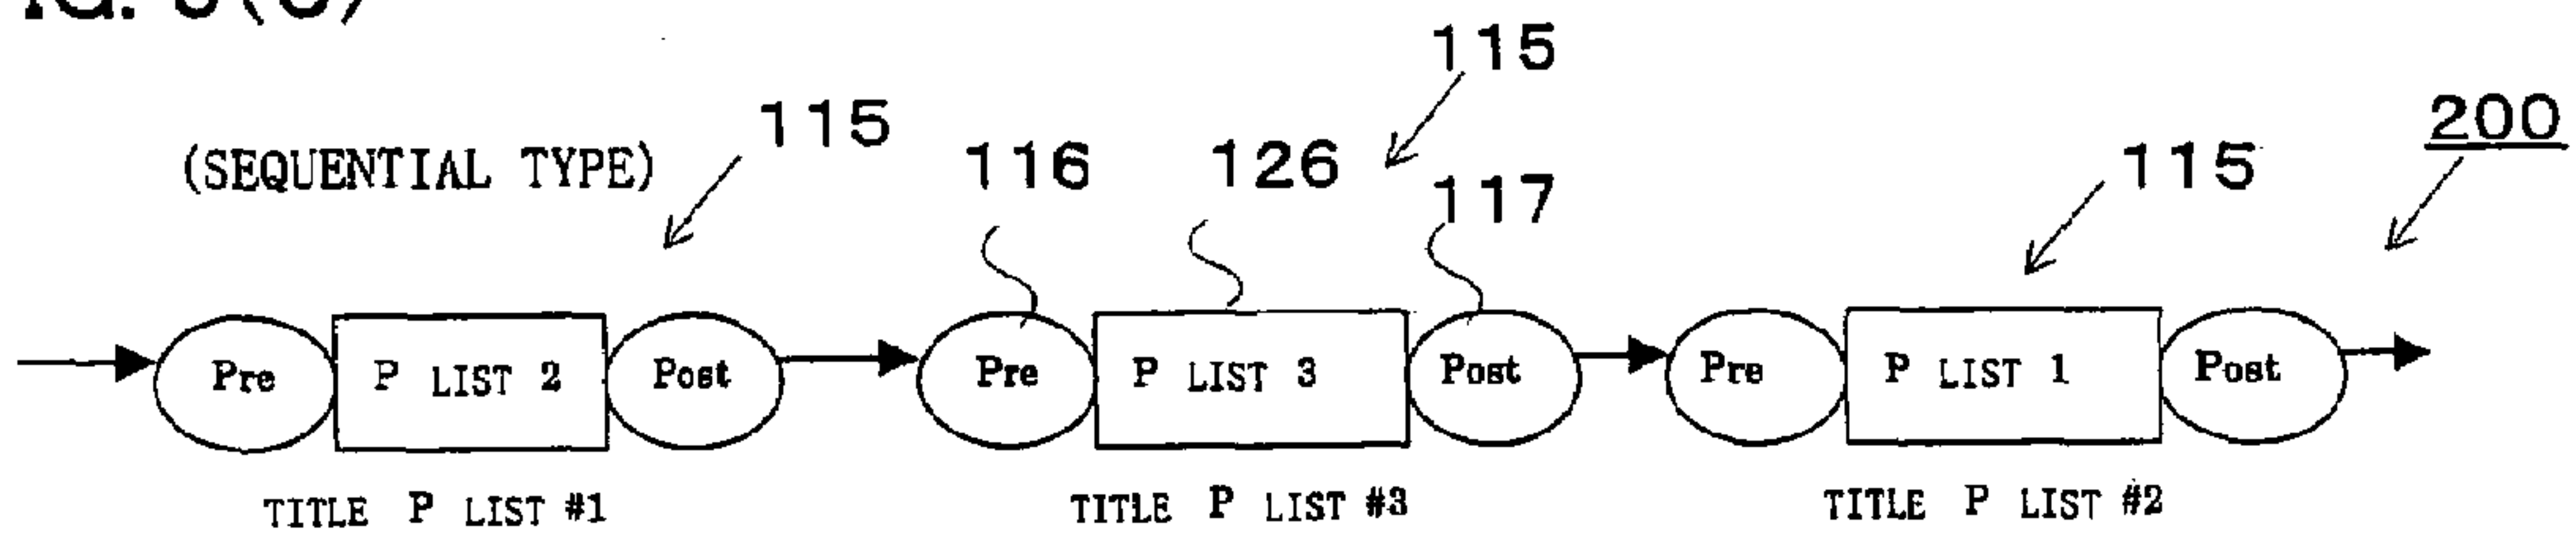 115
115 200
(SEQUENTIAL TYPE) 116 126 117 115
Pre P LIST 2 Post Pre P LIST 3 Post Pre P LIST 1 Post
TITLE P LIST #1 TITLE P LIST #3 TITLE P LIST #2